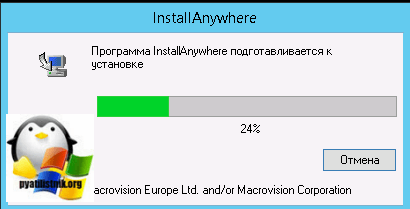 InstallAnywhere
Программа InstallAnywhere подготавливается к
установке
24%
Отмена
pyatilistnik.org
acrovision Europe Ltd. and/or Macrovision Corporation